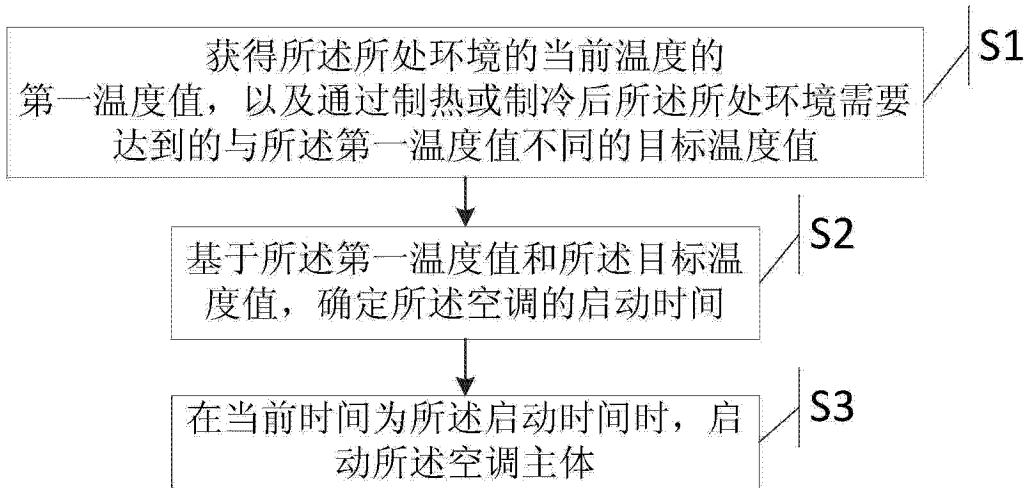 获得所述所处环境的当前温度的
第一温度值，以及通过制热或制冷后所述所处环境需要
达到的与所述第一温度值不同的目标温度值
S1
基于所述第一温度值和所述目标温
度值，确定所述空调的启动时间
S2
在当前时间为所述启动时间时，启
动所述空调主体
S3